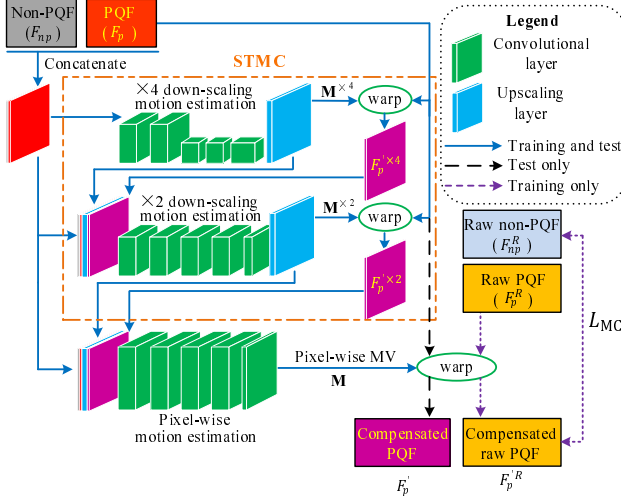 Non-PQF
(F_np)
PQF
(F_p)
Concatenate
STMC
×4 down-scaling
motion estimation
M^×4
warp
F_p^'×4
×2 down-scaling
motion estimation
M^×2
warp
F_p^'×2
Pixel-wise MV
M
warp
Pixel-wise
motion estimation
Compensated
PQF
F_p^'
Compensated
raw PQF
F_p^'R
Legend
Convolutional
layer
Upscaling
layer
Training and test
Test only
Training only
Raw non-PQF
(F_np^R)
Raw PQF
(F_p^R)
L_MC